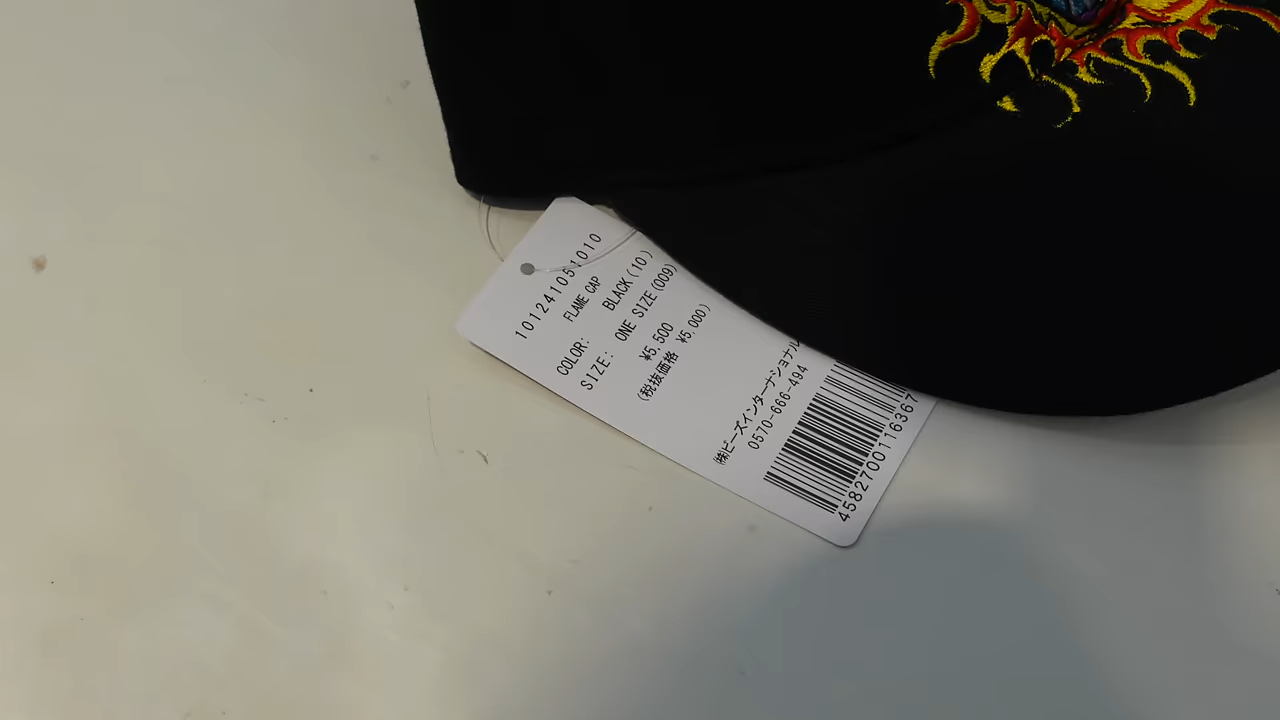 101241051010
FLAME CAP
COLOR: BLACK(10)
SIZE: ONE SIZE(009)
¥5,500
(税抜価格 ¥5,000)
㈱ビーズインターナショナル
0570-666-494
4582700116367